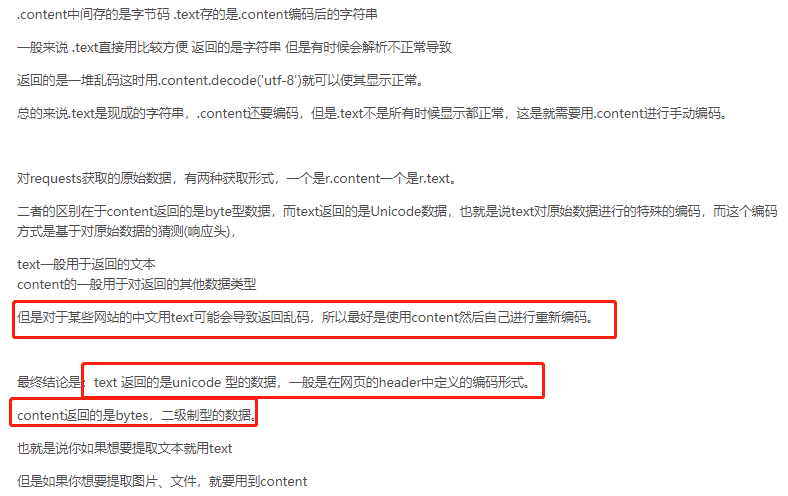 .content中间存的是字节码 .text存的是.content编码后的字符串
一般来说 .text直接用比较方便 返回的是字符串 但是有时候会解析不正常导致
返回的是一堆乱码这时用.content.decode('utf-8')就可以使其显示正常。
总的来说.text是现成的字符串，.content还要编码，但是.text不是所有时候显示都正常，这是就需要用.content进行手动编码。
对requests获取的原始数据，有两种获取形式，一个是r.content一个是r.text。
二者的区别在于content返回的是byte型数据，而text返回的是Unicode数据，也就是说text对原始数据进行的特殊的编码，而这个编码
方式是基于对原始数据的猜测(响应头)，
text一般用于返回的文本
content的一般用于对返回的其他数据类型
但是对于某些网站的中文用text可能会导致返回乱码，所以最好是使用content然后自己进行重新编码。
最终结论是：text 返回的是unicode 型的数据，一般是在网页的header中定义的编码形式。
content返回的是bytes，二级制型的数据。
也就是说你如果想要提取文本就用text
但是如果你想要提取图片、文件，就要用到content